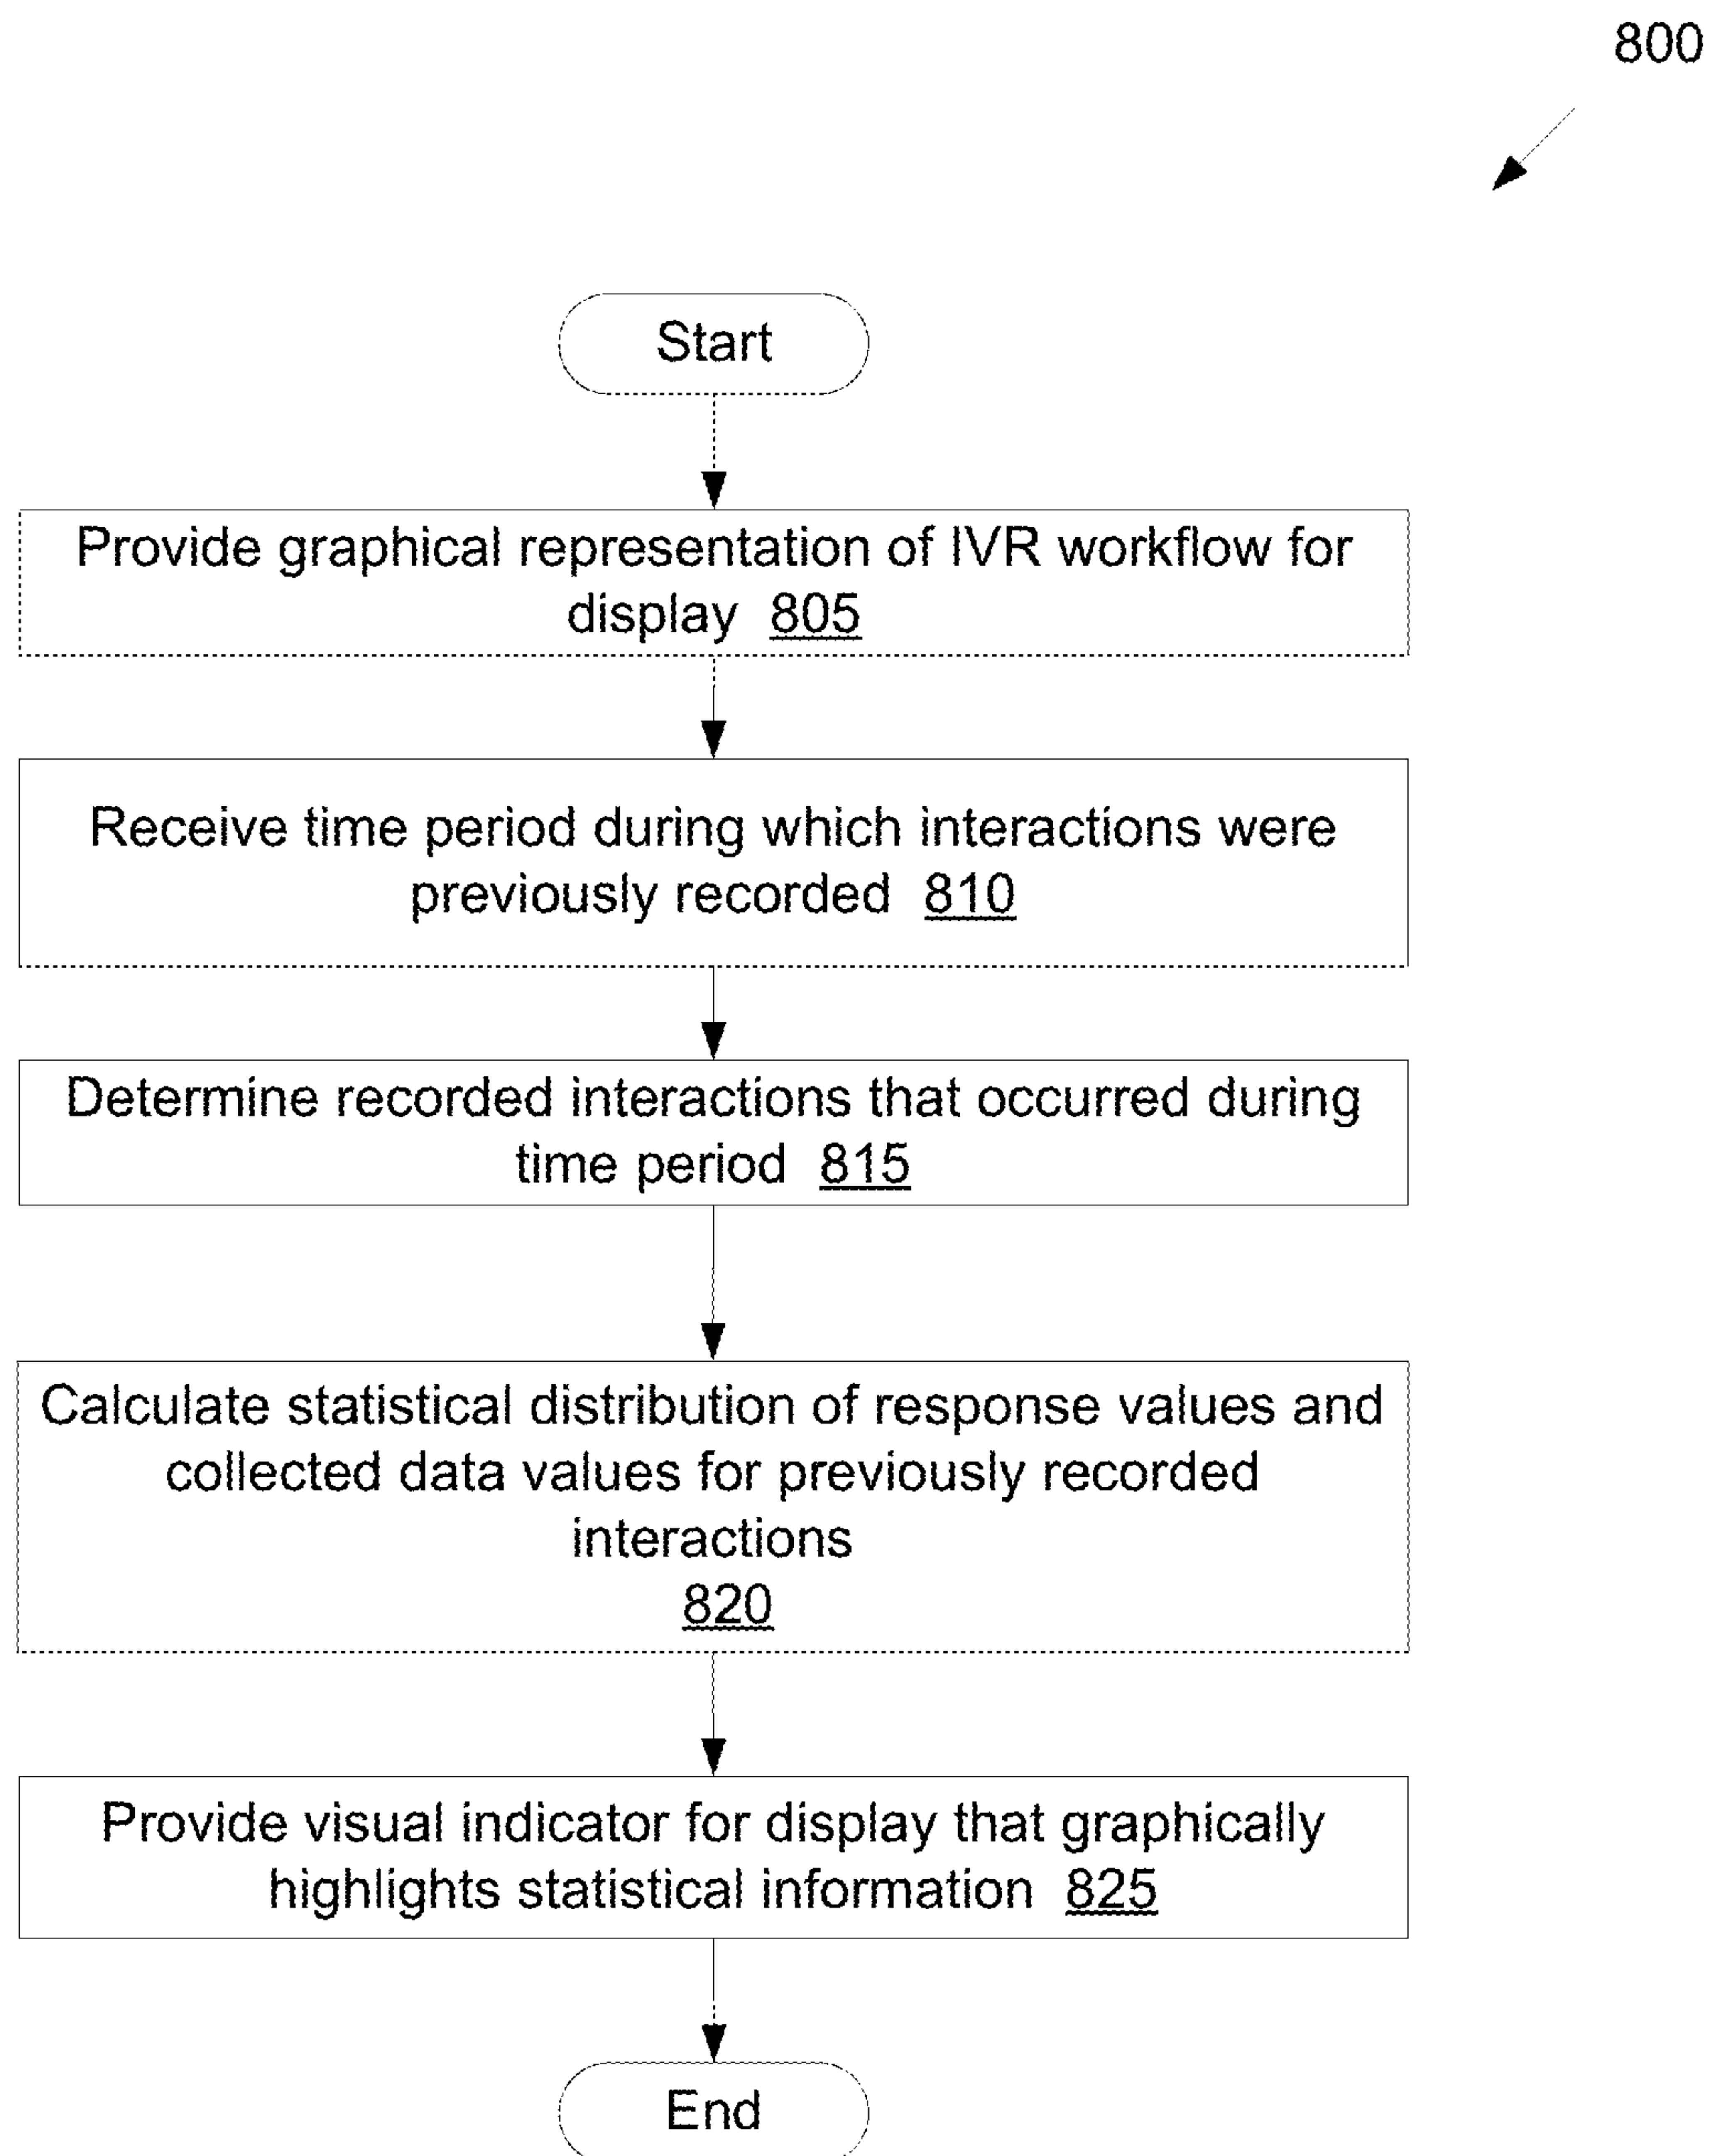 800
Start
Provide graphical representation of IVR workflow for
display 805
Receive time period during which interactions were
previously recorded 810
Determine recorded interactions that occurred during
time period 815
Calculate statistical distribution of response values and
collected data values for previously recorded
interactions
820
Provide visual indicator for display that graphically
highlights statistical information 825
End